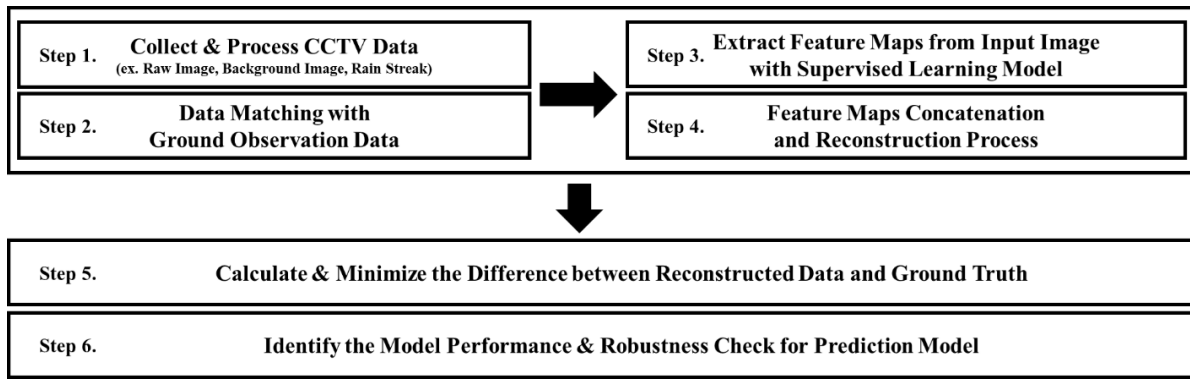 Step 1.
Collect & Process CCTV Data
(ex. Raw Image, Background Image, Rain Streak)
Step 2.
Data Matching with
Ground Observation Data
Step 3.
Extract Feature Maps from Input Image
with Supervised Learning Model
Step 4.
Feature Maps Concatenation
and Reconstruction Process
Step 5.
Calculate & Minimize the Difference between Reconstructed Data and Ground Truth
Step 6.
Identify the Model Performance & Robustness Check for Prediction Model